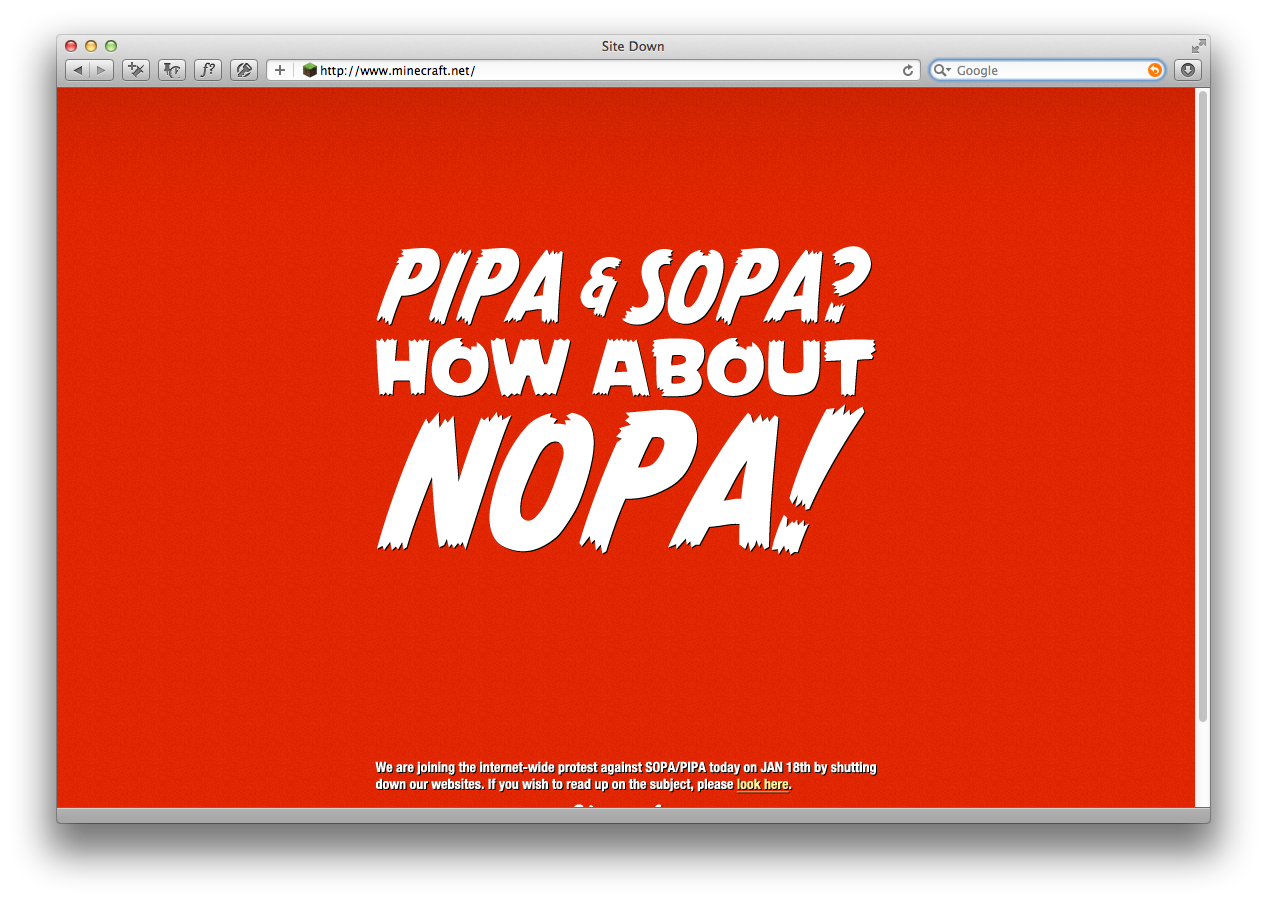 Site Down
f?
http://www.minecraft.net/
Google
PIPA & SOPA?
HOW ABOUT
NOPA!
We are joining the internet-wide protest against SOPA/PIPA today on JAN 18th by shutting
down our websites. If you wish to read up on the subject, please look here.